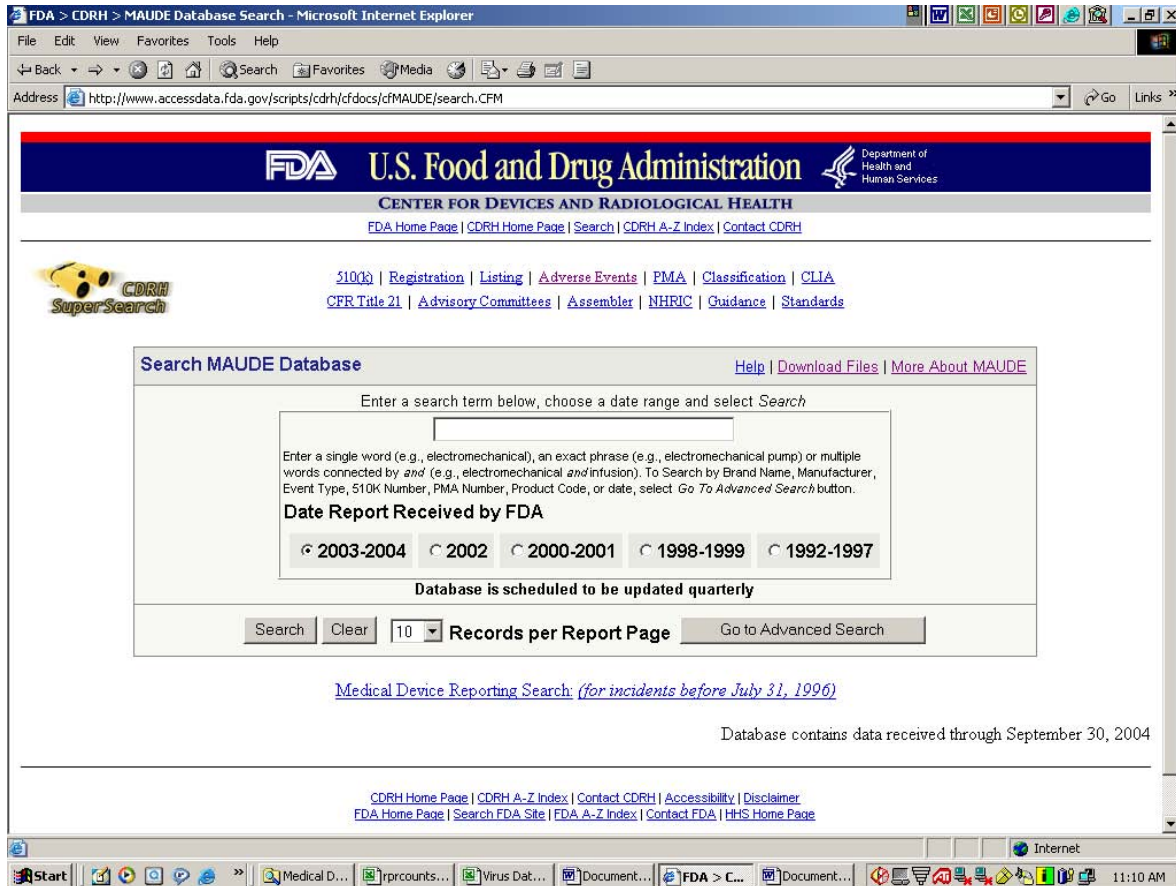 FDA > CDRH > MAUDE Database Search - Microsoft Internet Explorer
File Edit View Favorites Tools Help
Back Search Favorites Media
Address http://www.accessdata.fda.gov/scripts/cdrh/cfdocs/cfMAUDE/search.CFM Go Links »
FDA U.S. Food and Drug Administration Department of
Health and
Human Services
CENTER FOR DEVICES AND RADIOLOGICAL HEALTH
FDA Home Page | CDRH Home Page | Search | CDRH A-Z Index | Contact CDRH
CDRH
SuperSearch
510(k) | Registration | Listing | Adverse Events | PMA | Classification | CLIA
CFR Title 21 | Advisory Committees | Assembler | NHRIC | Guidance | Standards
Search MAUDE Database Help | Download Files | More About MAUDE
Enter a search term below, choose a date range and select Search
Enter a single word (e.g., electromechanical), an exact phrase (e.g., electromechanical pump) or multiple
words connected by and (e.g., electromechanical and infusion). To Search by Brand Name, Manufacturer,
Event Type, 510K Number, PMA Number, Product Code, or date, select Go To Advanced Search button.
Date Report Received by FDA
2003-2004 2002 2000-2001 1998-1999 1992-1997
Database is scheduled to be updated quarterly
Search Clear 10 Records per Report Page Go to Advanced Search
Medical Device Reporting Search: (for incidents before July 31, 1996)
Database contains data received through September 30, 2004
CDRH Home Page | CDRH A-Z Index | Contact CDRH | Accessibility | Disclaimer
FDA Home Page | Search FDA Site | FDA A-Z Index | Contact FDA | HHS Home Page
Internet
Start » Medical D... rprcounts... Virus Dat... Document... FDA > C... Document... 11:10 AM